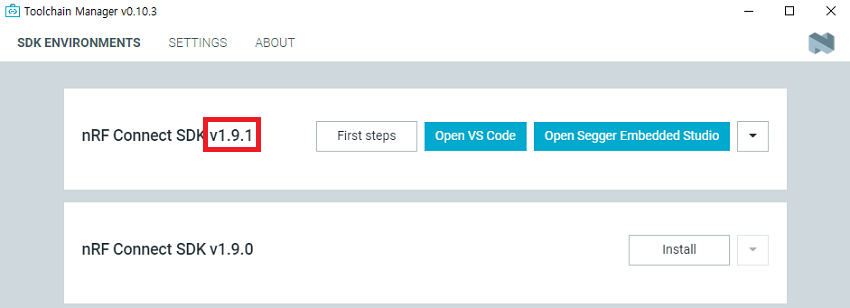 Toolchain Manager v0.10.3
SDK ENVIRONMENTS SETTINGS ABOUT
nRF Connect SDK v1.9.1 First steps Open VS Code Open Segger Embedded Studio
nRF Connect SDK v1.9.0 Install